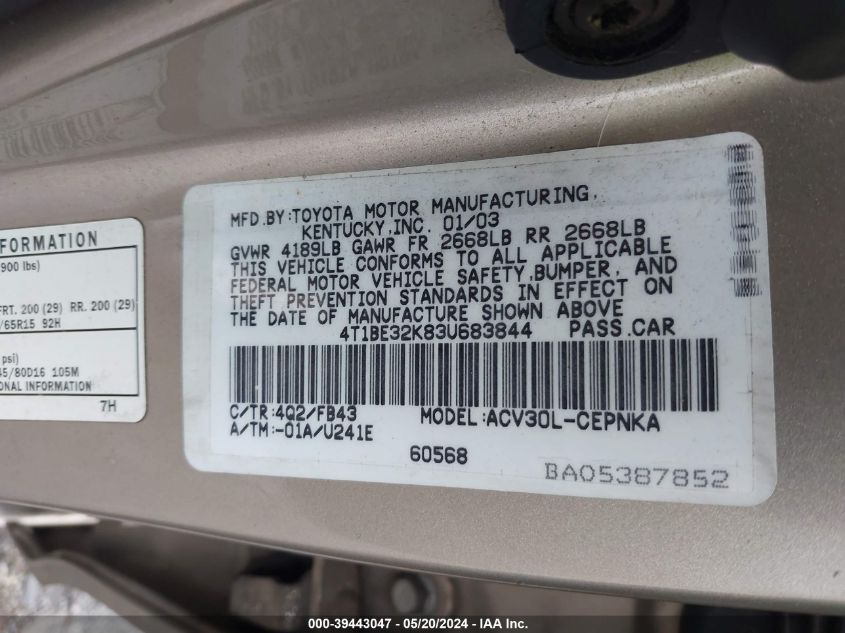 FORMATION
900 lbs)
FRT. 200 (29) RR. 200 (29)
/65R15 92H
psi)
5/80D16 105M
ONAL INFORMATION
7H
MFD.BY:TOYOTA MOTOR MANUFACTURING,
KENTUCKY,INC. 01/03
GVWR 4189LB GAWR FR 2668LB RR 2668LB
THIS VEHICLE CONFORMS TO ALL APPLICABLE
FEDERAL MOTOR VEHICLE SAFETY,BUMPER, AND
THEFT PREVENTION STANDARDS IN EFFECT ON
THE DATE OF MANUFACTURE SHOWN ABOVE
4T1BE32K83U683844 PASS.CAR
C/TR:4Q2/FB43 MODEL:ACV30L-CEPNKA
A/TM:-01A/U241E
60568
BA05387852
000-39443047 - 05/20/2024 - IAA Inc.